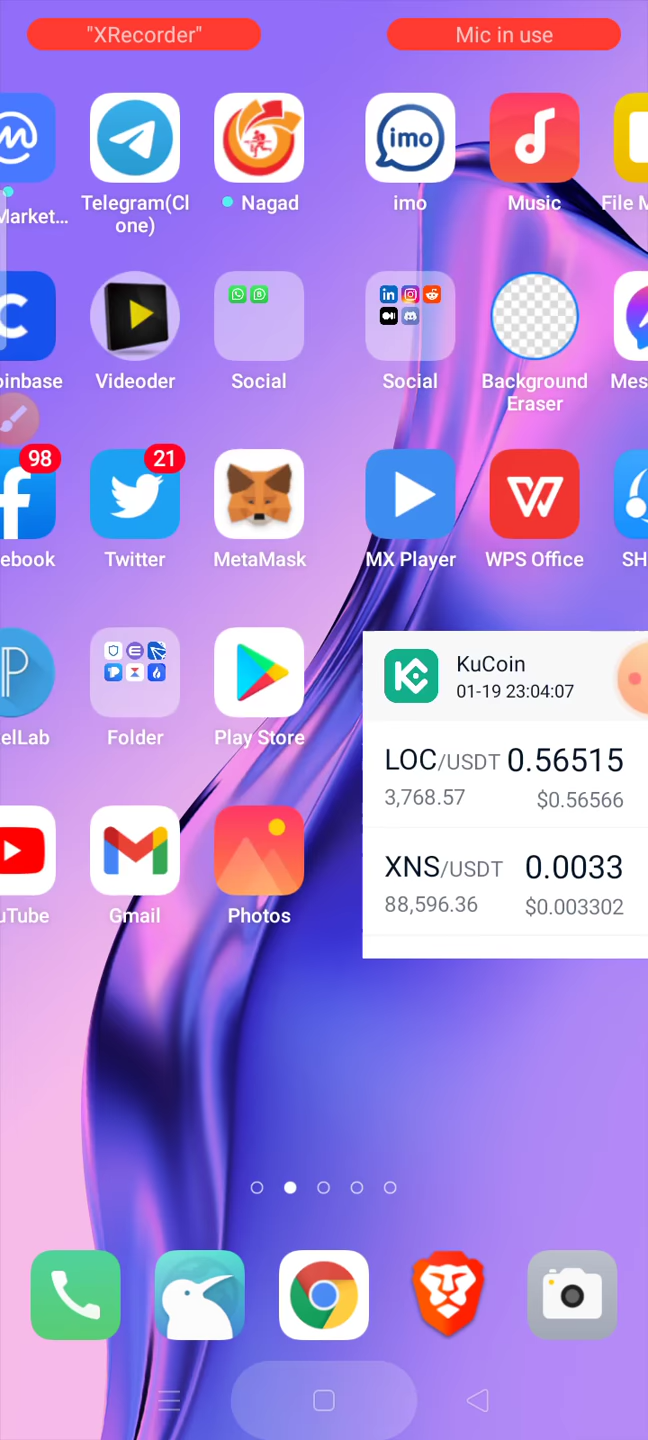 "XRecorder"
Mic in use
Market...
Telegram(Cl
one)
Nagad
imo
Music
File M
imo
oinbase
Videoder
Social
Social
Background
Eraser
Mes
98
21
ebook
Twitter
MetaMask
MX Player
WPS Office
SH
elLab
Folder
Play Store
KuCoin
01-19 23:04:07
LOC/USDT 0.56515
3,768.57 $0.56566
XNS/USDT 0.0033
88,596.36 $0.003302
uTube
Gmail
Photos